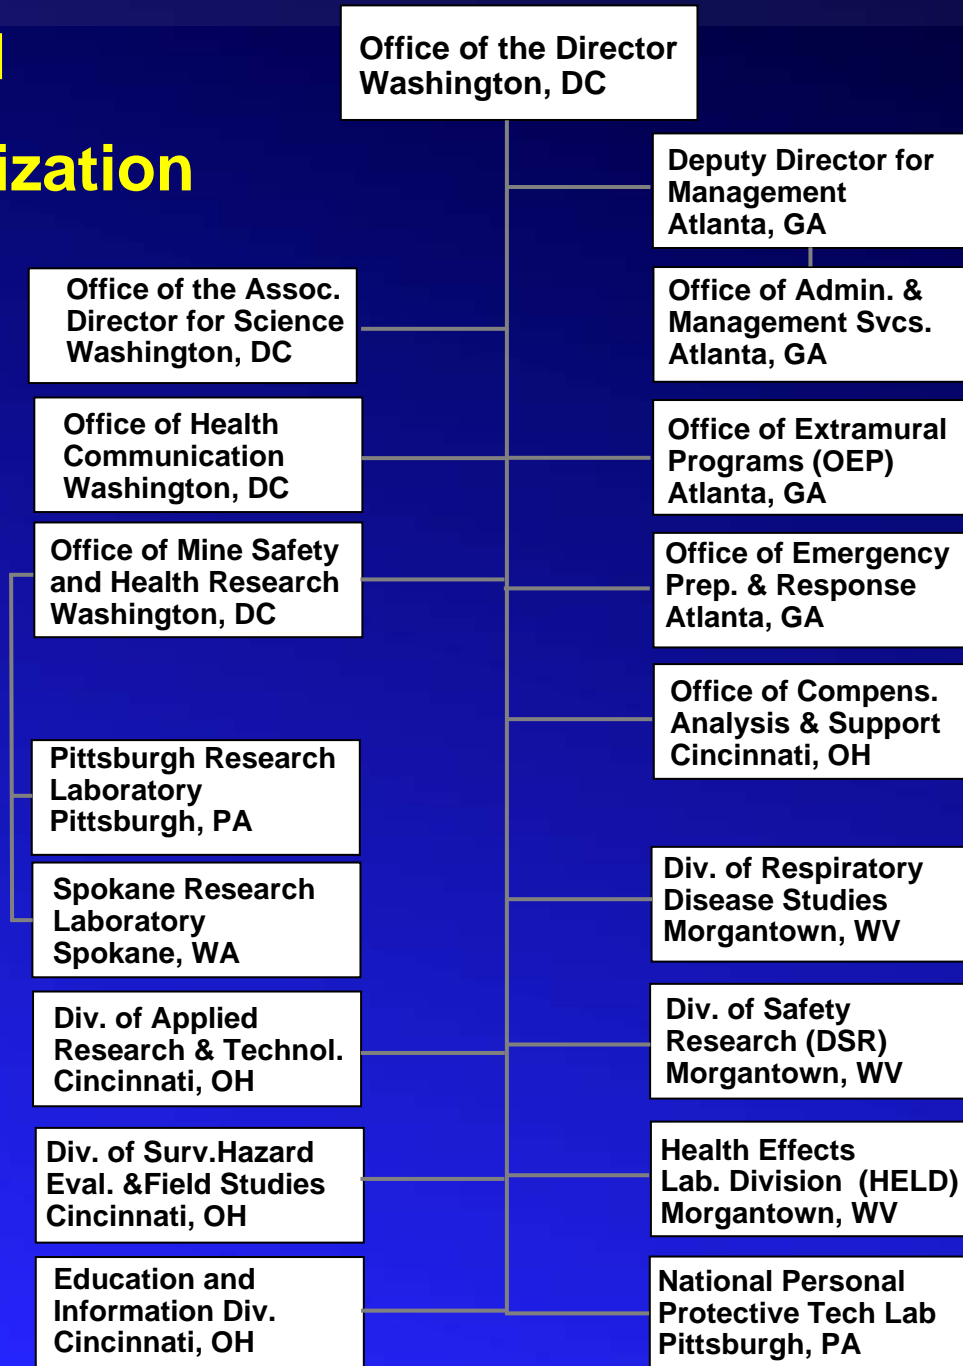 ization
Office of the Director
Washington, DC
Deputy Director for
Management
Atlanta, GA
Office of the Assoc.
Director for Science
Washington, DC
Office of Admin. &
Management Svcs.
Atlanta, GA
Office of Health
Communication
Washington, DC
Office of Extramural
Programs (OEP)
Atlanta, GA
Office of Mine Safety
and Health Research
Washington, DC
Office of Emergency
Prep. & Response
Atlanta, GA
Office of Compens.
Analysis & Support
Cincinnati, OH
Pittsburgh Research
Laboratory
Pittsburgh, PA
Spokane Research
Laboratory
Spokane, WA
Div. of Respiratory
Disease Studies
Morgantown, WV
Div. of Applied
Research & Technol.
Cincinnati, OH
Div. of Safety
Research (DSR)
Morgantown, WV
Div. of Surv.Hazard
Eval. &Field Studies
Cincinnati, OH
Health Effects
Lab. Division (HELD)
Morgantown, WV
Education and
Information Div.
Cincinnati, OH
National Personal
Protective Tech Lab
Pittsburgh, PA